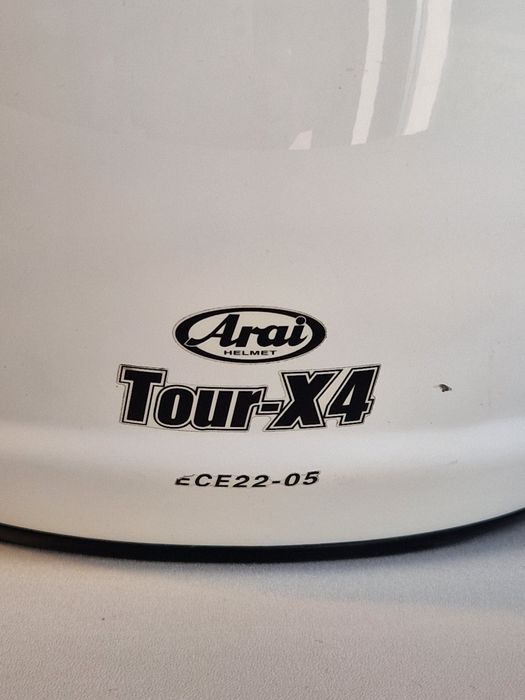 Arai
HELMET
Tour-X4
ECE22-05